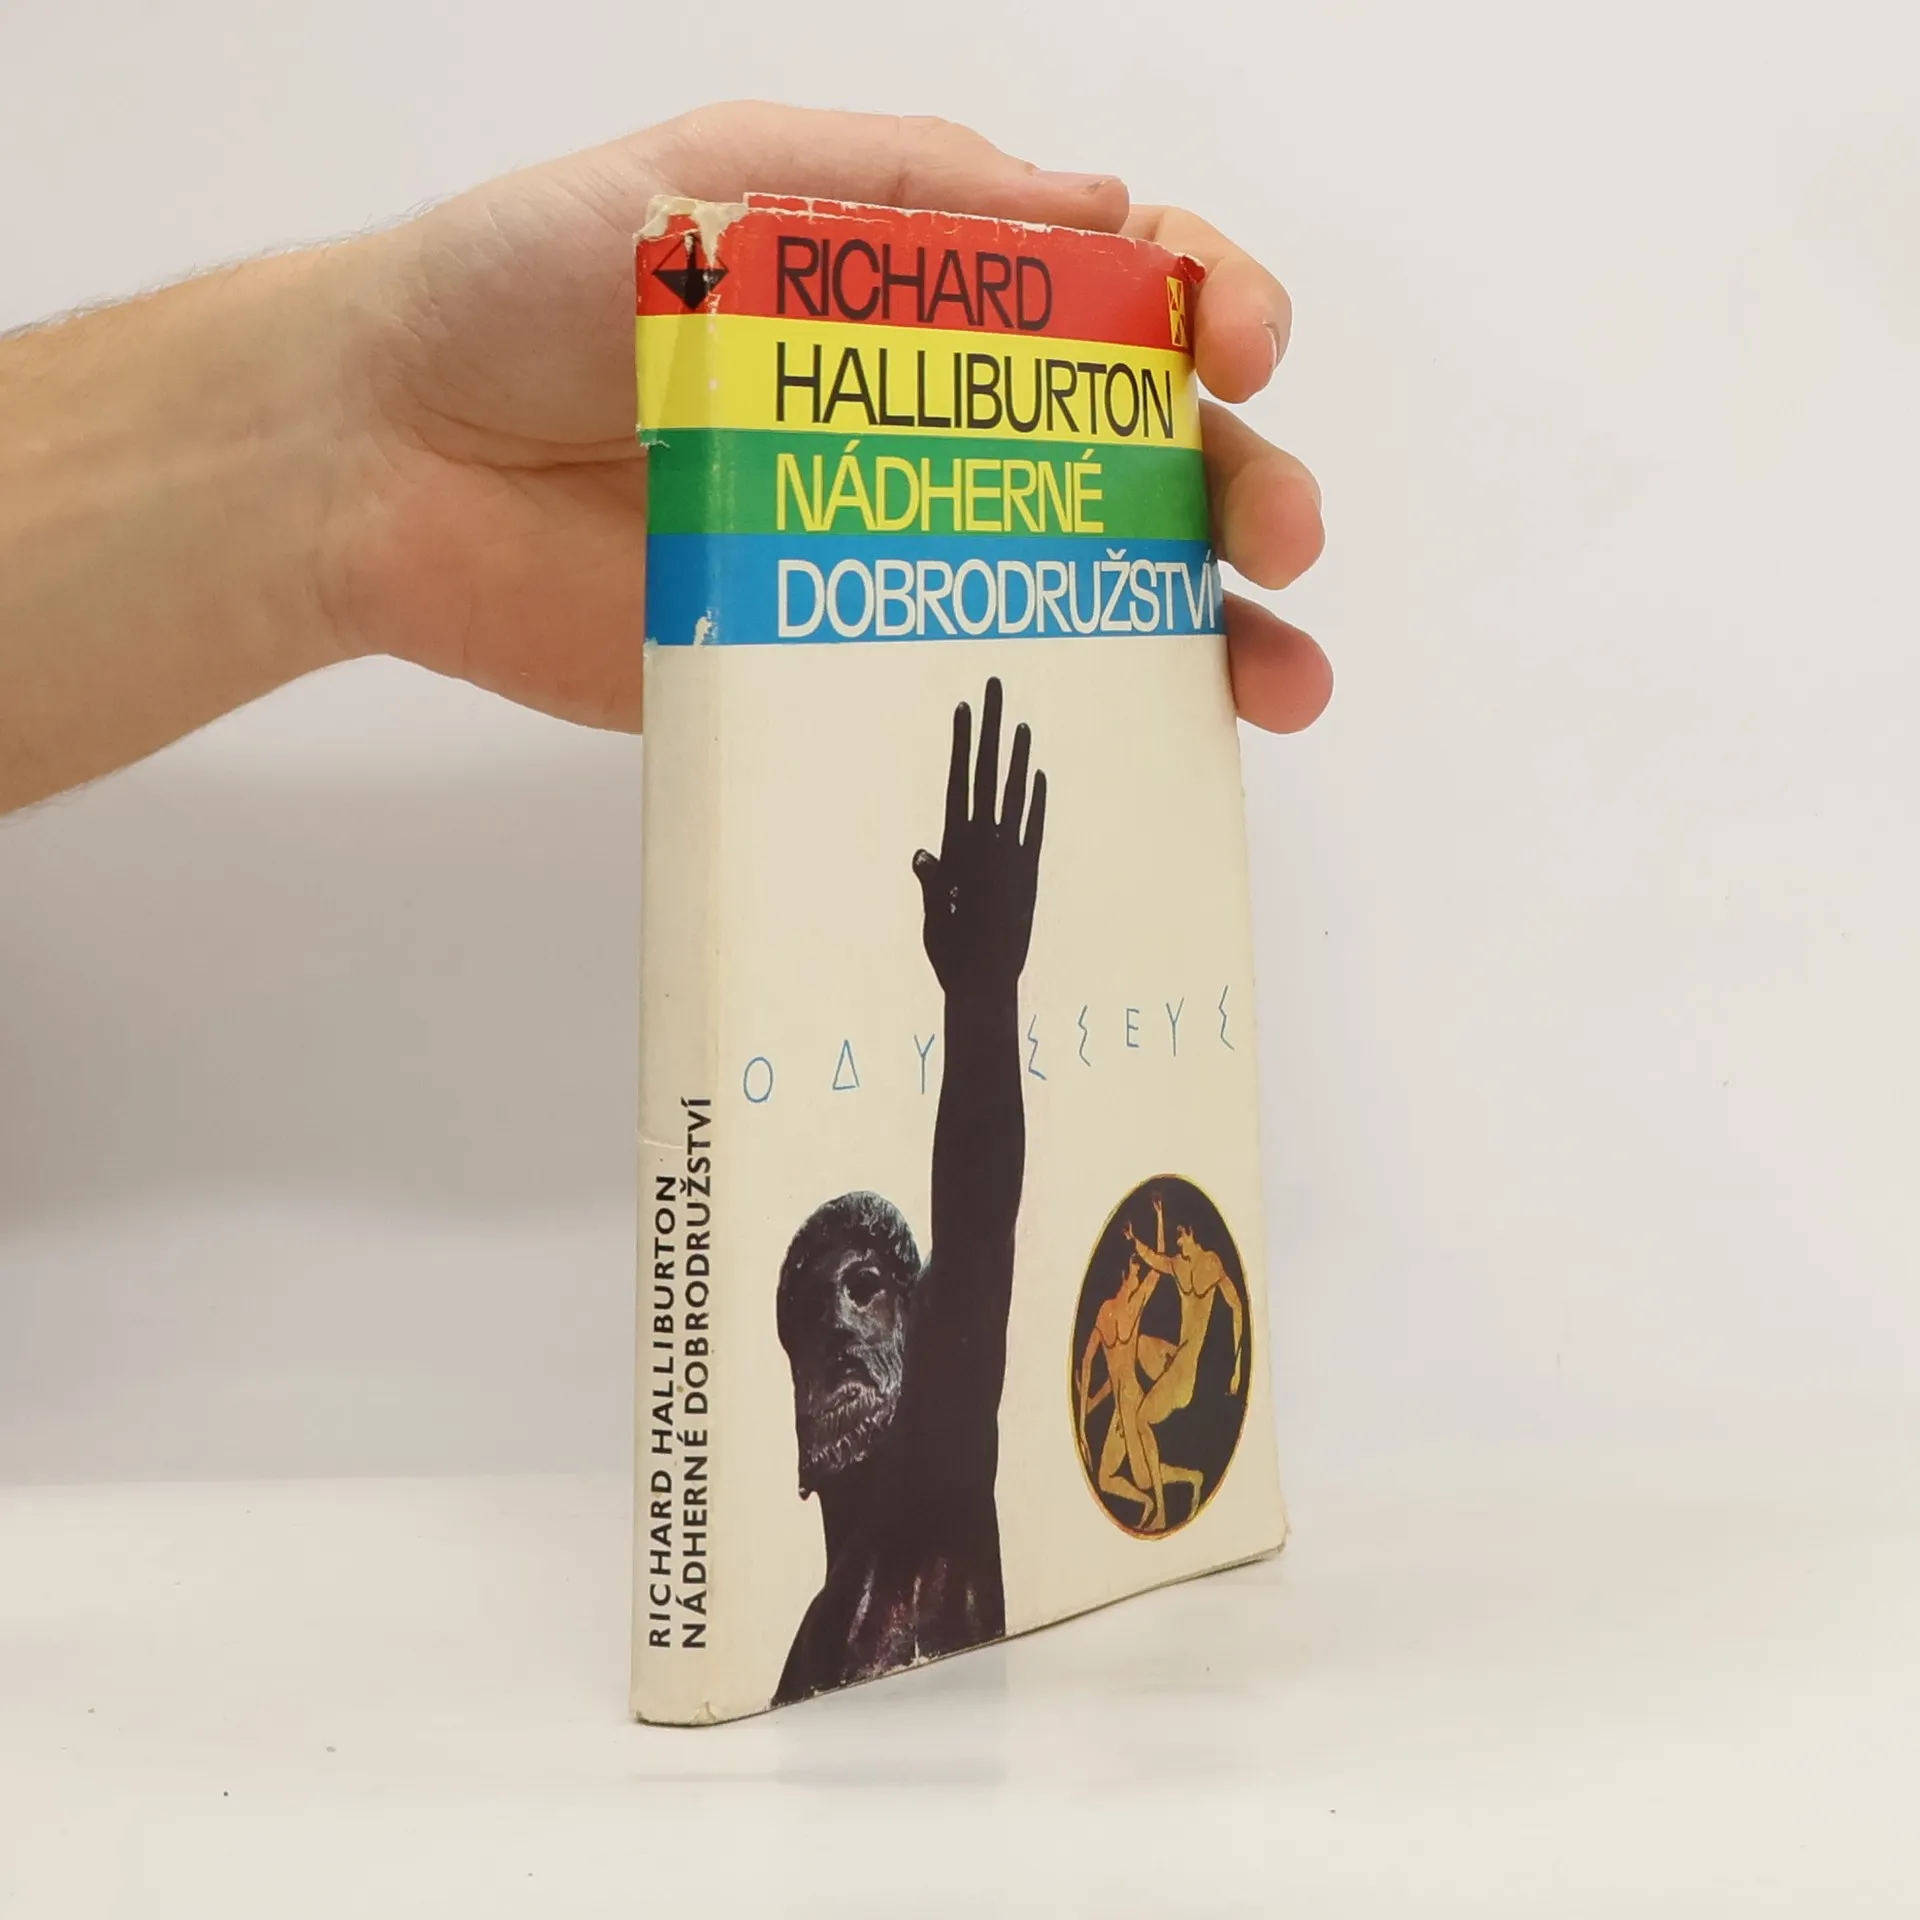 RICHARD
HALLIBURTON
NÁDHERNÉ
DOBRODRUŽSTVÍ
ΟΔΥΣΣΕΥΣ
RICHARD HALLIBURTON
NÁDHERNÉ DOBRODRUŽSTVÍ